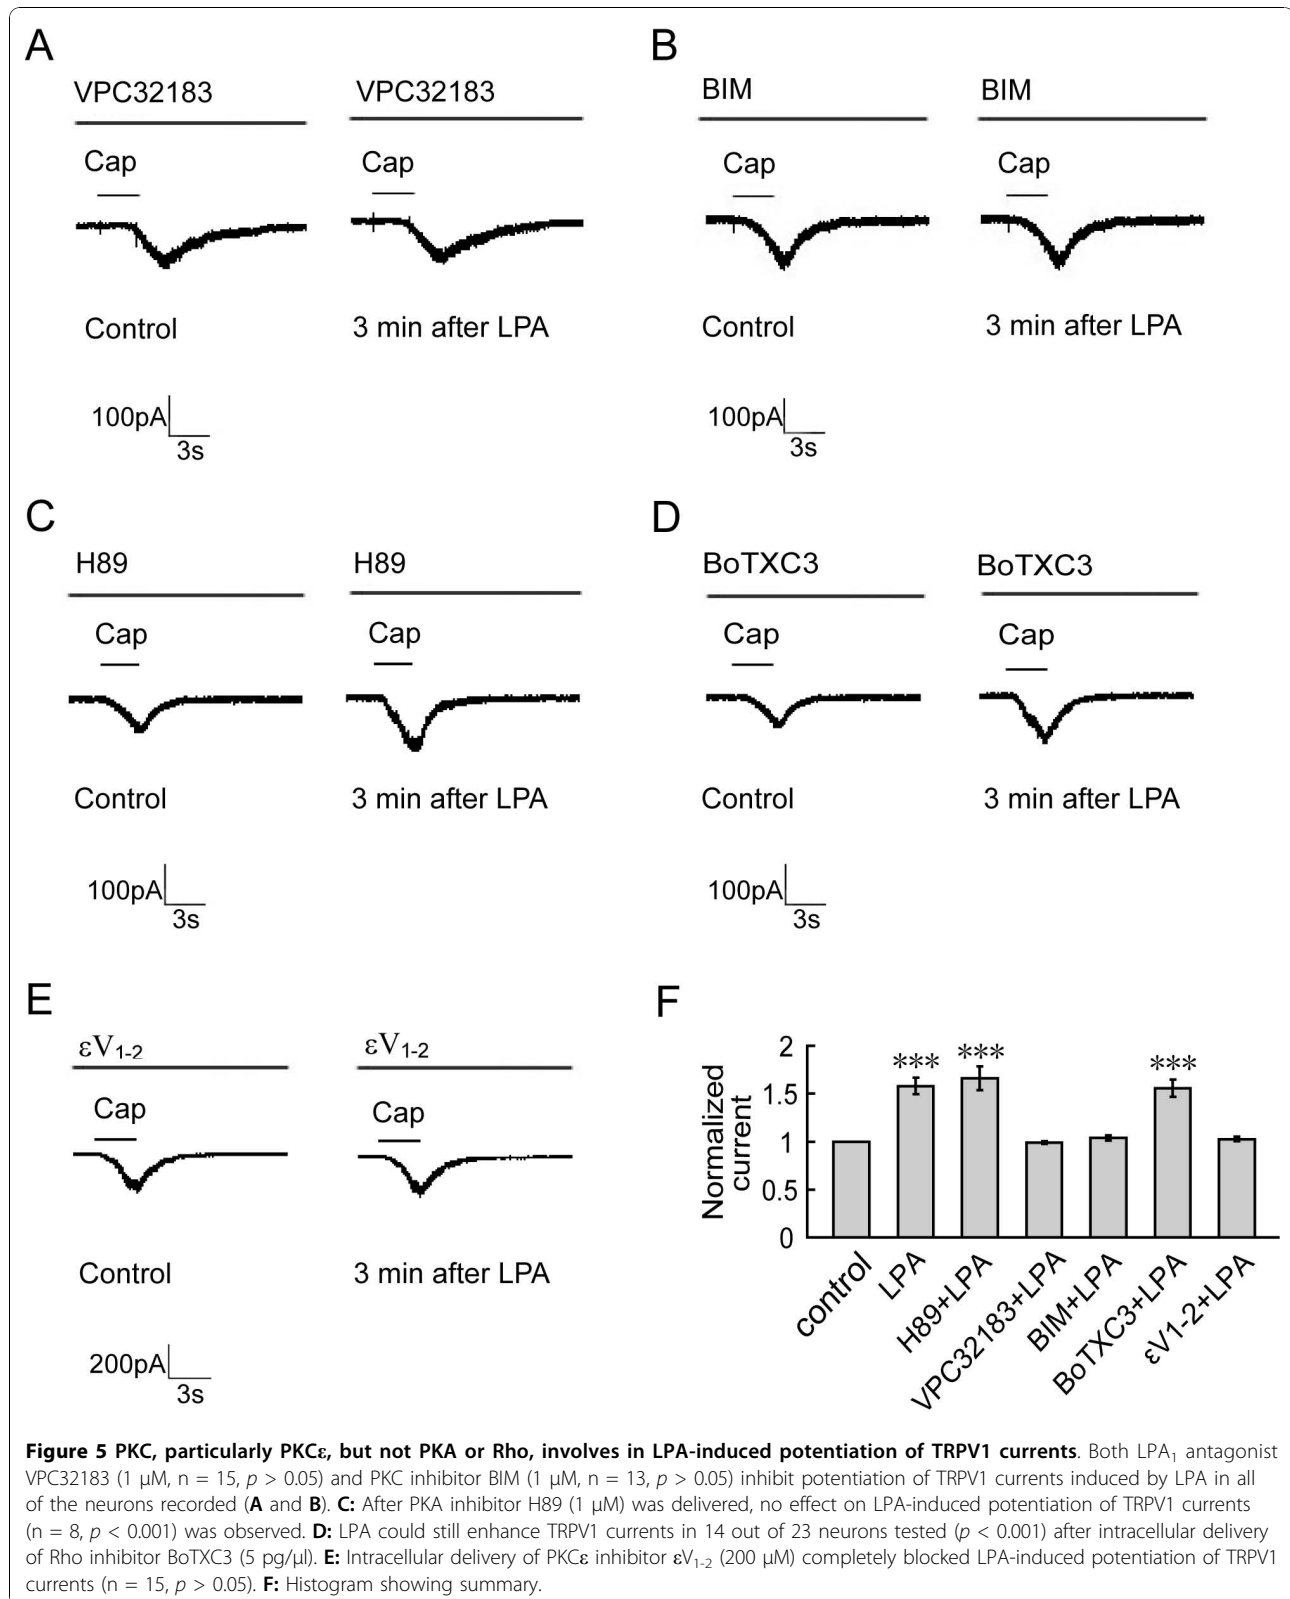 A
VPC32183
VPC32183
Cap
Cap
Control
3 min after LPA
100pA
3s
B
BIM
BIM
Cap
Cap
Control
3 min after LPA
100pA
3s
C
H89
H89
Cap
Cap
Control
3 min after LPA
100pA
3s
D
BoTXC3
BoTXC3
Cap
Cap
Control
3 min after LPA
100pA
3s
E
εV1-2
εV1-2
Cap
Cap
Control
3 min after LPA
200pA
3s
F
Normalized
current
2
1.5
1
0.5
0
***
***
***
control
LPA
H89+LPA
VPC32183+LPA
BIM+LPA
BoTXC3+LPA
εV1-2+LPA
Figure 5 PKC, particularly PKCε, but not PKA or Rho, involves in LPA-induced potentiation of TRPV1 currents. Both LPA1 antagonist
VPC32183 (1 μM, n = 15, p > 0.05) and PKC inhibitor BIM (1 μM, n = 13, p > 0.05) inhibit potentiation of TRPV1 currents induced by LPA in all
of the neurons recorded (A and B). C: After PKA inhibitor H89 (1 μM) was delivered, no effect on LPA-induced potentiation of TRPV1 currents
(n = 8, p < 0.001) was observed. D: LPA could still enhance TRPV1 currents in 14 out of 23 neurons tested (p < 0.001) after intracellular delivery
of Rho inhibitor BoTXC3 (5 pg/μl). E: Intracellular delivery of PKCε inhibitor εV1-2 (200 μM) completely blocked LPA-induced potentiation of TRPV1
currents (n = 15, p > 0.05). F: Histogram showing summary.